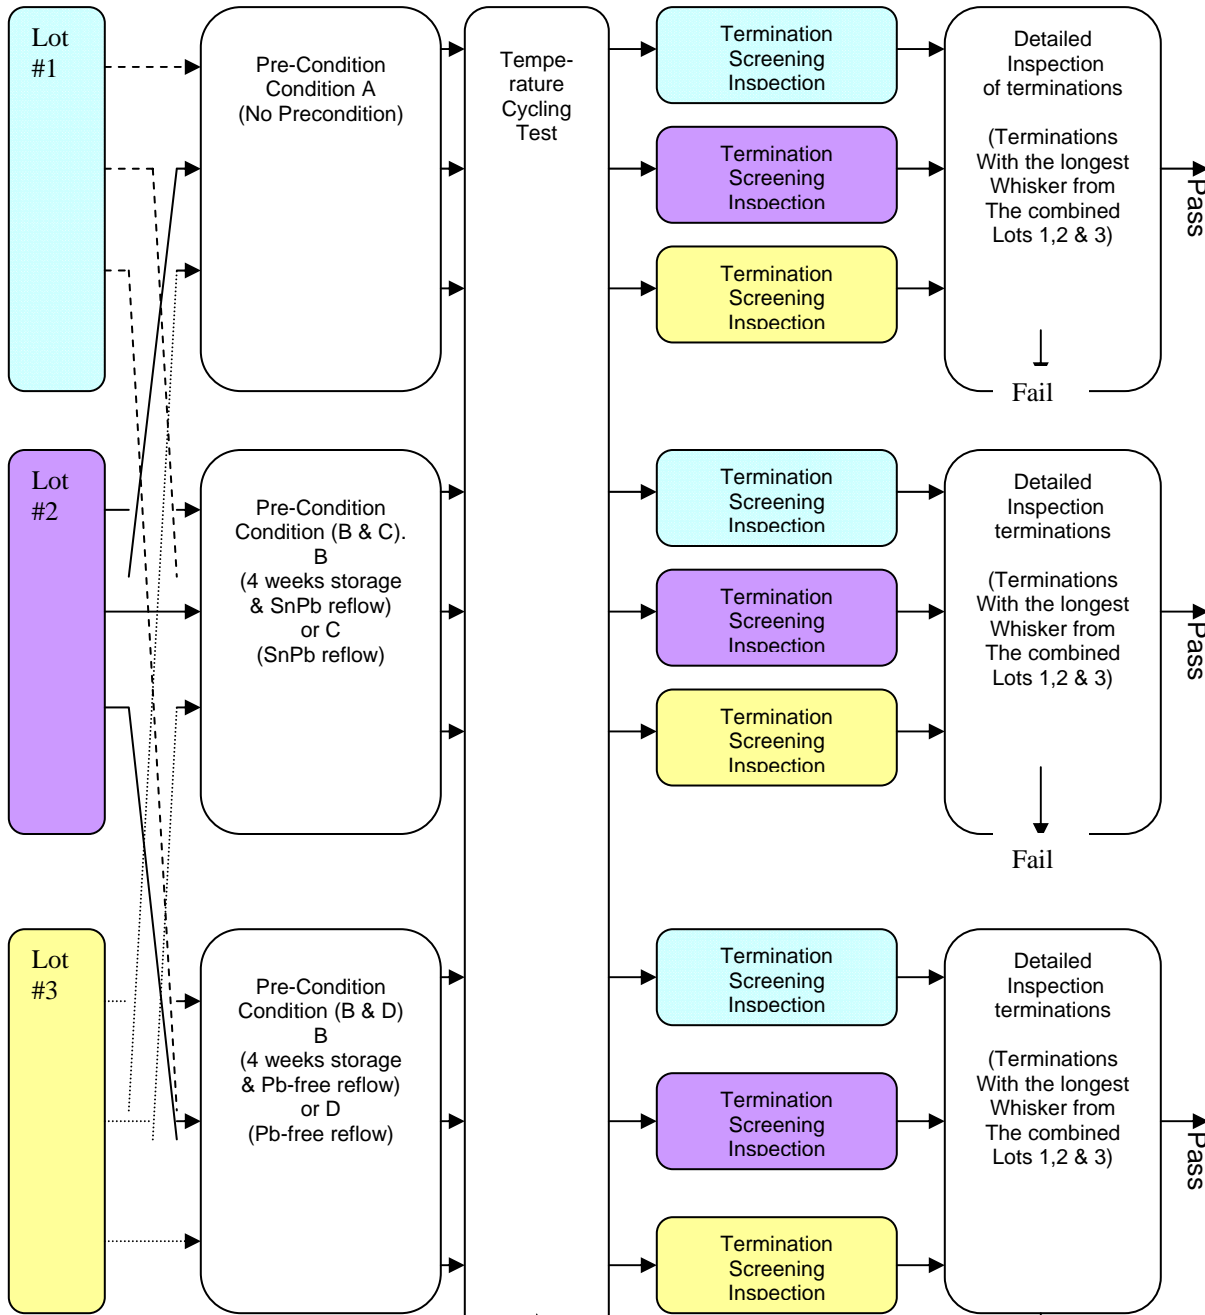 Lot
#1
Pre-Condition
Condition A
(No Precondition)
Tempe-
rature
Cycling
Test
Termination
Screening
Inspection
Termination
Screening
Inspection
Termination
Screening
Inspection
Detailed
Inspection
of terminations
(Terminations
With the longest
Whisker from
The combined
Lots 1,2 & 3)
Pass
Fail
Lot
#2
Pre-Condition
Condition (B & C).
B
(4 weeks storage
& SnPb reflow)
or C
(SnPb reflow)
Termination
Screening
Inspection
Termination
Screening
Inspection
Termination
Screening
Inspection
Detailed
Inspection
terminations
(Terminations
With the longest
Whisker from
The combined
Lots 1,2 & 3)
Pass
Fail
Lot
#3
Pre-Condition
Condition (B & D)
B
(4 weeks storage
& Pb-free reflow)
or D
(Pb-free reflow)
Termination
Screening
Inspection
Termination
Screening
Inspection
Termination
Screening
Inspection
Detailed
Inspection
terminations
(Terminations
With the longest
Whisker from
The combined
Lots 1,2 & 3)
Pass